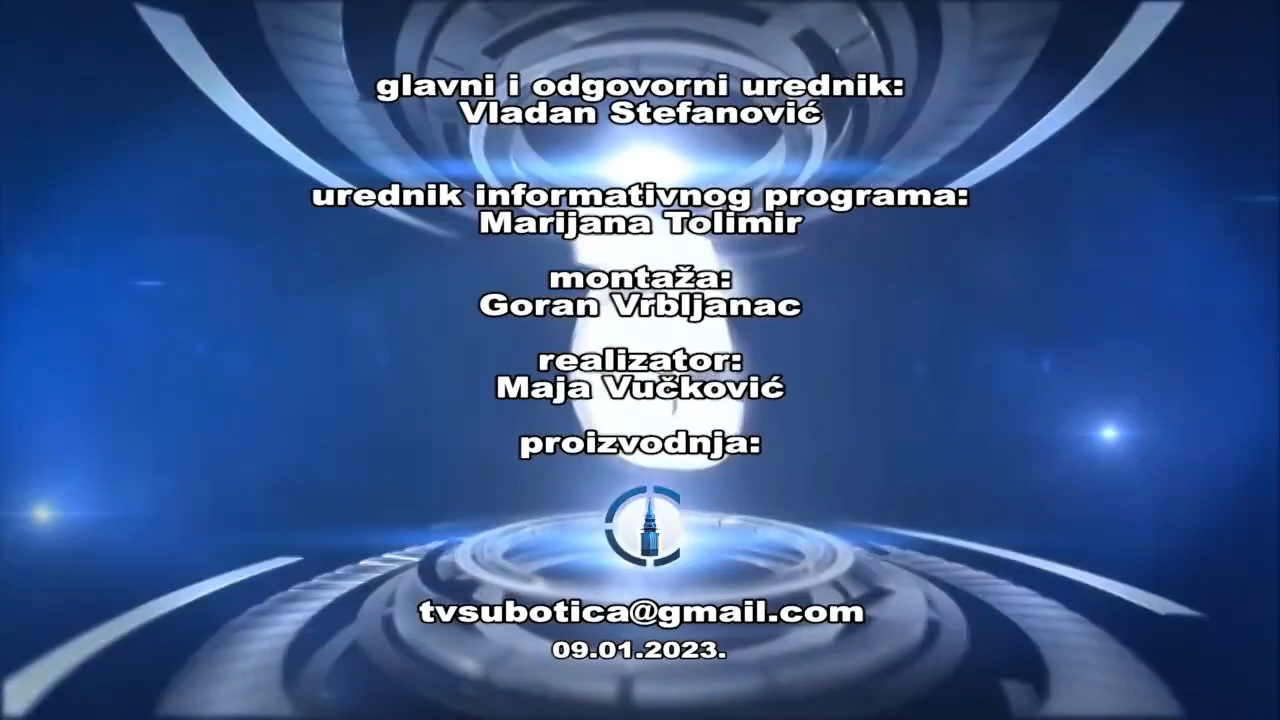 glavni i odgovorni urednik:
Vladan Stefanović
urednik informativnog programa:
Marijana Tolimir
montaža:
Goran Vrbljanac
realizator:
Maja Vučković
proizvodnja:
tvsubotica@gmail.com
09.01.2023.